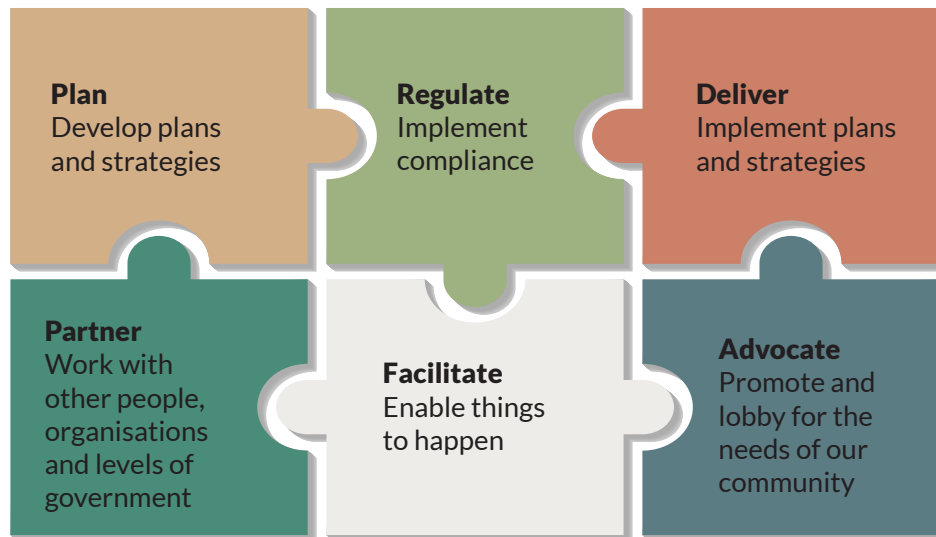 Plan
Develop plans
and strategies
Regulate
Implement
compliance
Deliver
Implement plans
and strategies
Partner
Work with
other people,
organisations
and levels of
government
Facilitate
Enable things
to happen
Advocate
Promote and
lobby for the
needs of our
community